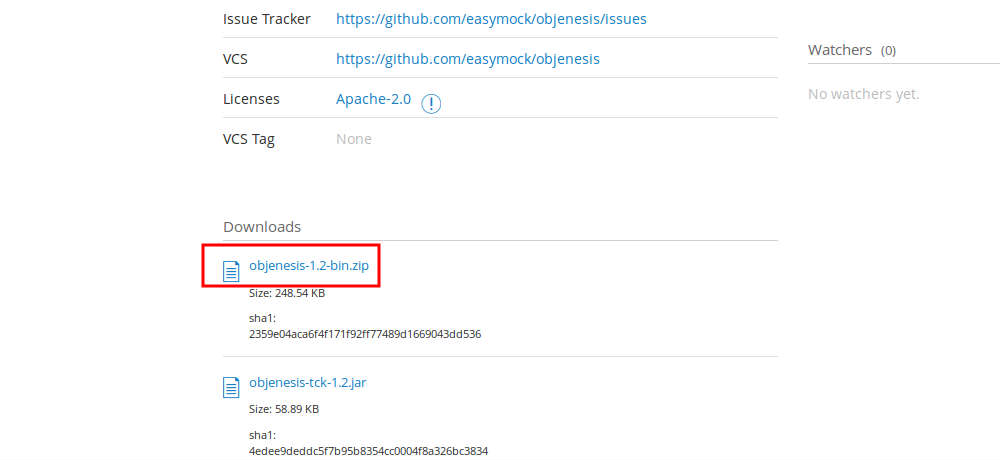 Issue Tracker https://github.com/easymock/objenesis/issues
VCS https://github.com/easymock/objenesis
Licenses Apache-2.0 !
VCS Tag None
Watchers (0)
No watchers yet.
Downloads
objenesis-1.2-bin.zip
Size: 248.54 KB
sha1:
2359e04aca6f4f171f92ff77489d1669043dd536
objenesis-tck-1.2.jar
Size: 58.89 KB
sha1:
4edee9deddc5f7b95b8354cc0004f8a326bc3834